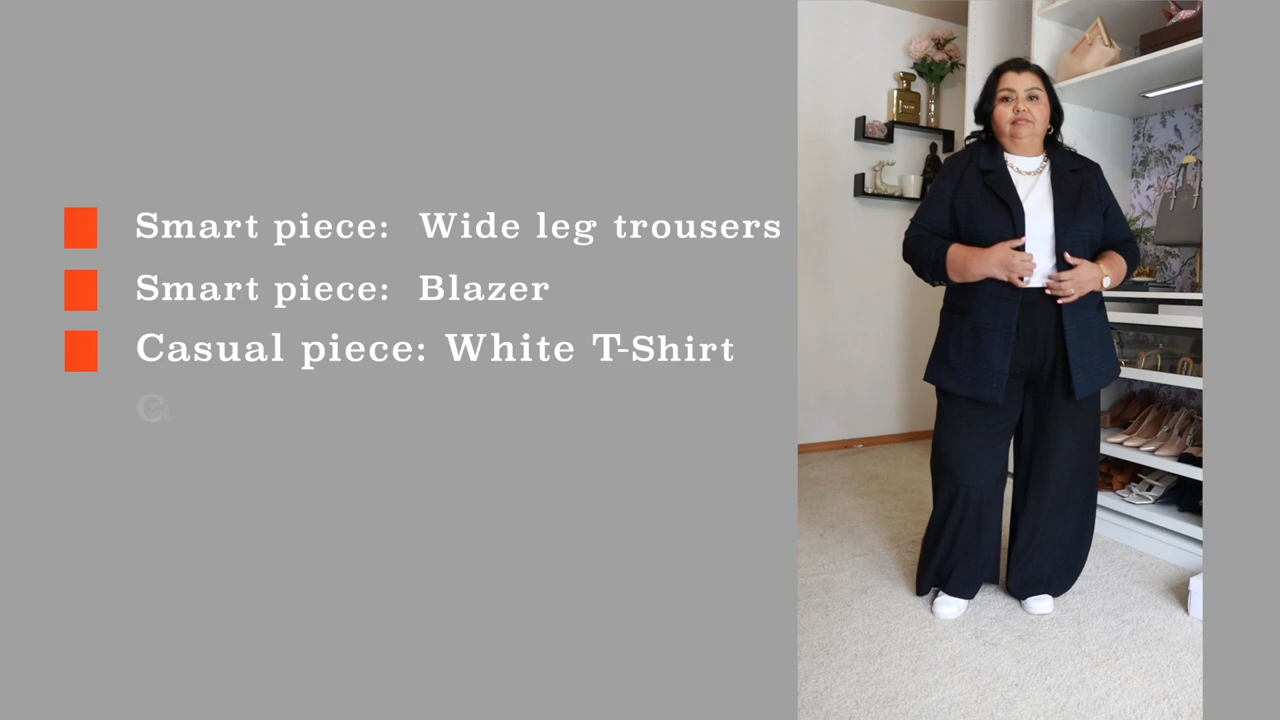 Smart piece: Wide leg trousers
Smart piece: Blazer
Casual piece: White T-Shirt